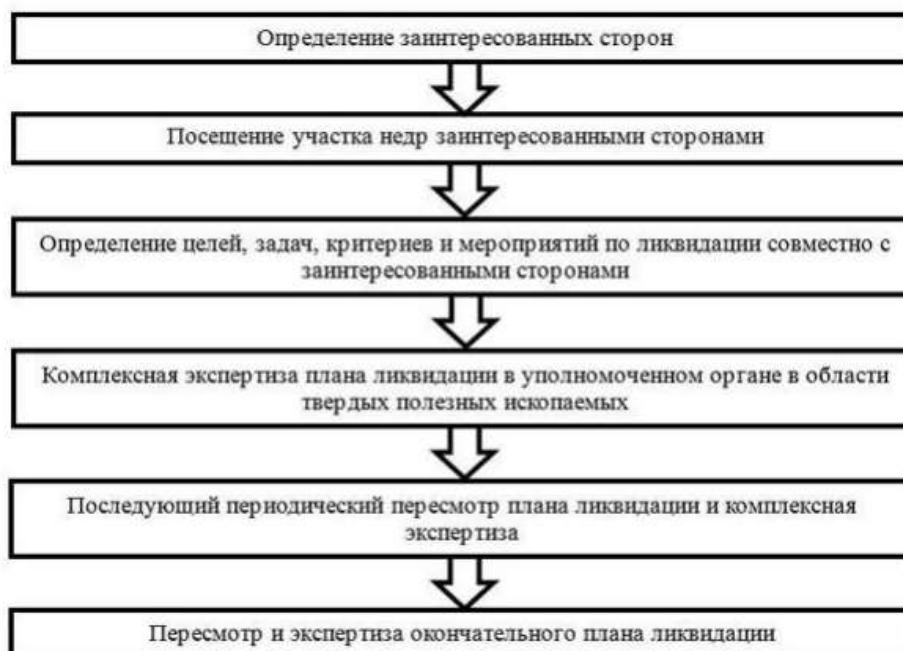 Определение заинтересованных сторон
Посещение участка недр заинтересованными сторонами
Определение целей, задач, критериев и мероприятий по ликвидации совместно с
заинтересованными сторонами
Комплексная экспертиза плана ликвидации в уполномоченном органе в области
твердых полезных ископаемых
Последующий периодический пересмотр плана ликвидации и комплексная
экспертиза
Пересмотр и экспертиза окончательного плана ликвидации